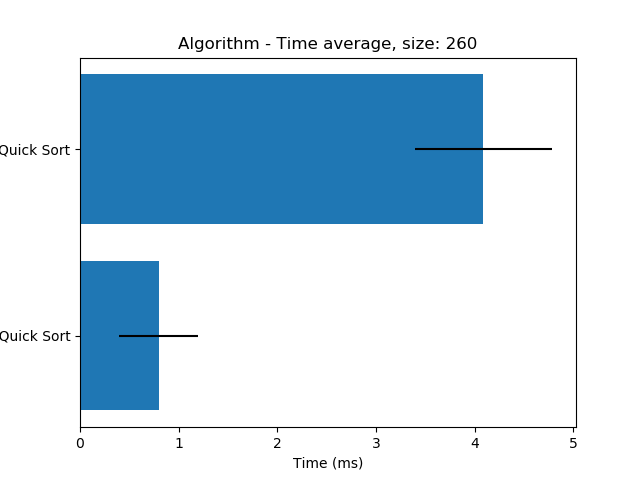 Algorithm - Time average, size: 260
Quick Sort
Quick Sort
0 1 2 3 4 5
Time (ms)